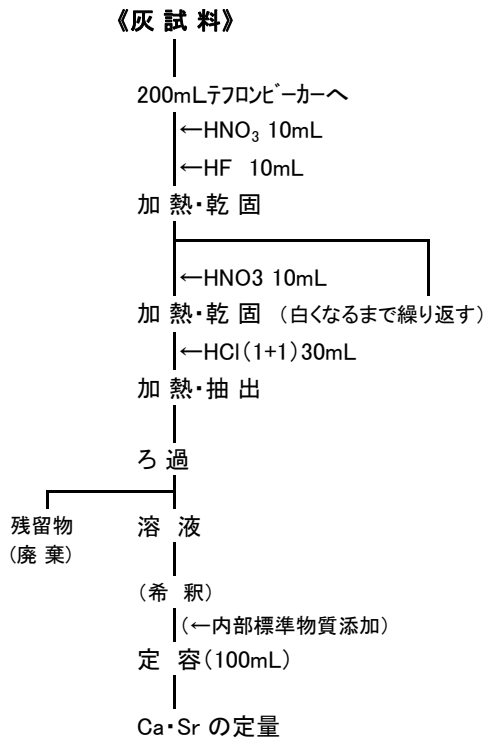 《灰 試 料》
200mLﾃﾌﾛﾝﾋﾞｰｶｰへ
←HNO₃ 10mL
←HF 10mL
加 熱・乾 固
←HNO3 10mL
加 熱・乾 固 （白くなるまで繰り返す）
←HCl（1+1）30mL
加 熱・抽 出
ろ 過
残留物
（廃 棄）
溶 液
（希 釈）
（←内部標準物質添加）
定 容（100mL）
Ca・Sr の定量